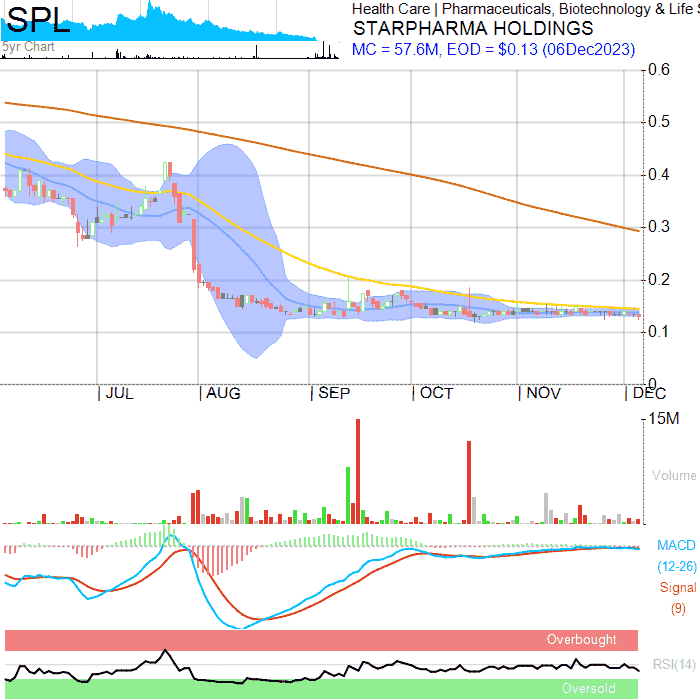 SPL
Health Care | Pharmaceuticals, Biotechnology & Life S
STARPHARMA HOLDINGS
5yr Chart
MC = 57.6M, EOD = $0.13 (06Dec2023)
0.6
0.5
0.4
0.3
0.2
0.1
0
| JUL
| AUG
| SEP
| OCT
| NOV
| DEC
15M
Volume
MACD
(12-26)
Signal
(9)
Overbought
RSI(14)
Oversold